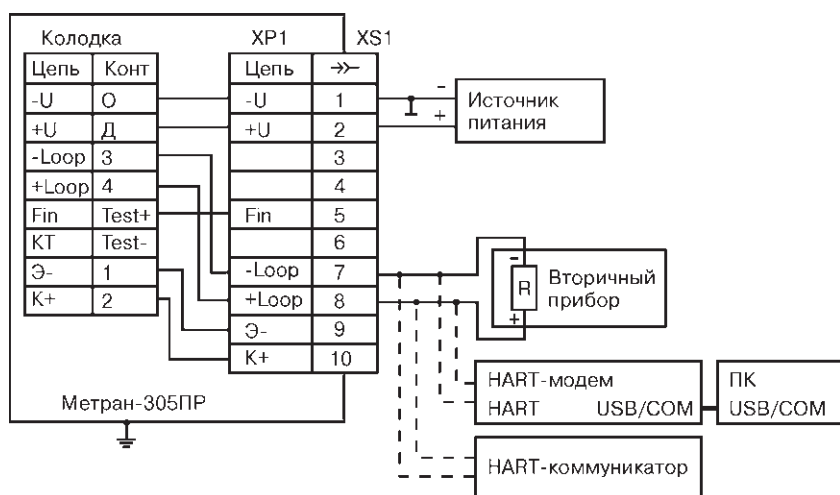 Колодка XP1 XS1
Цепь Конт Цепь
-U О -U 1 - Источник
+U Д +U 2 + питания
-Loop 3 3
+Loop 4 4
Fin Test+ Fin 5
КТ Test- 6
Э- 1 -Loop 7 - Вторичный
К+ 2 +Loop 8 R прибор
Э- 9 +
К+ 10
HART-модем ПК
Метран-305ПР HART USB/COM USB/COM
HART-коммуникатор